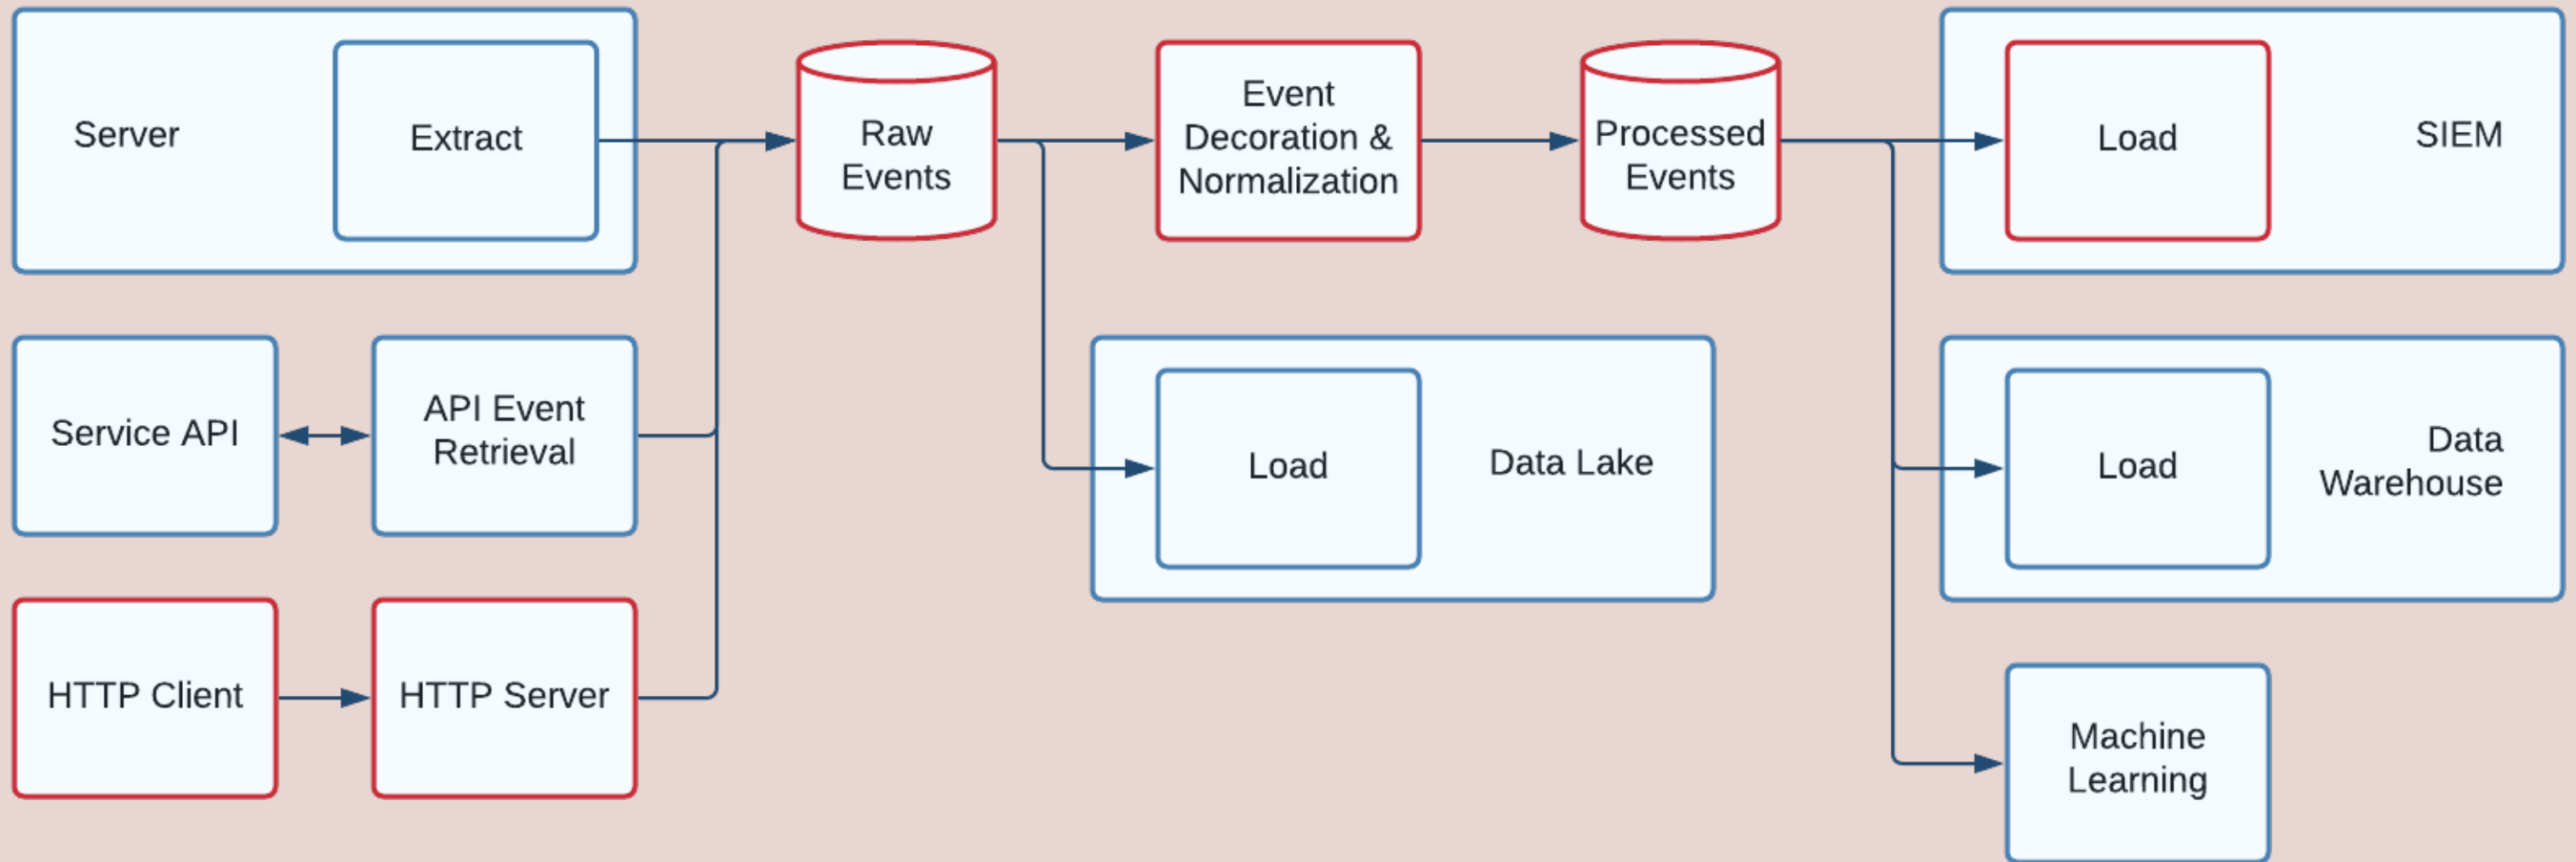 Server
Extract
Raw
Events
Event
Decoration &
Normalization
Processed
Events
Load
SIEM
Service API
API Event
Retrieval
Load
Data Lake
Load
Data
Warehouse
HTTP Client
HTTP Server
Machine
Learning